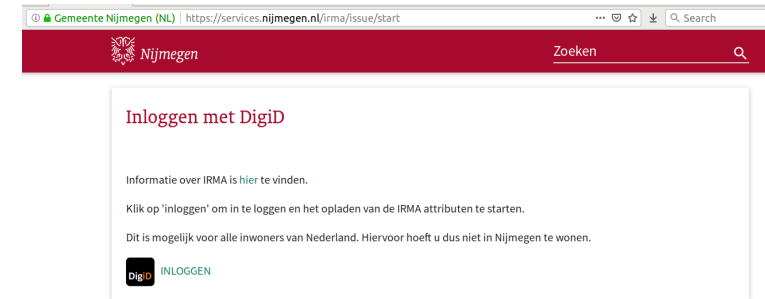 Gemeente Nijmegen (NL) https://services.nijmegen.nl/irma/issue/start Search
Nijmegen Zoeken
Inloggen met DigiD
Informatie over IRMA is hier te vinden.
Klik op 'inloggen' om in te loggen en het opladen van de IRMA attributen te starten.
Dit is mogelijk voor alle inwoners van Nederland. Hiervoor hoeft u dus niet in Nijmegen te wonen.
DigiD INLOGGEN